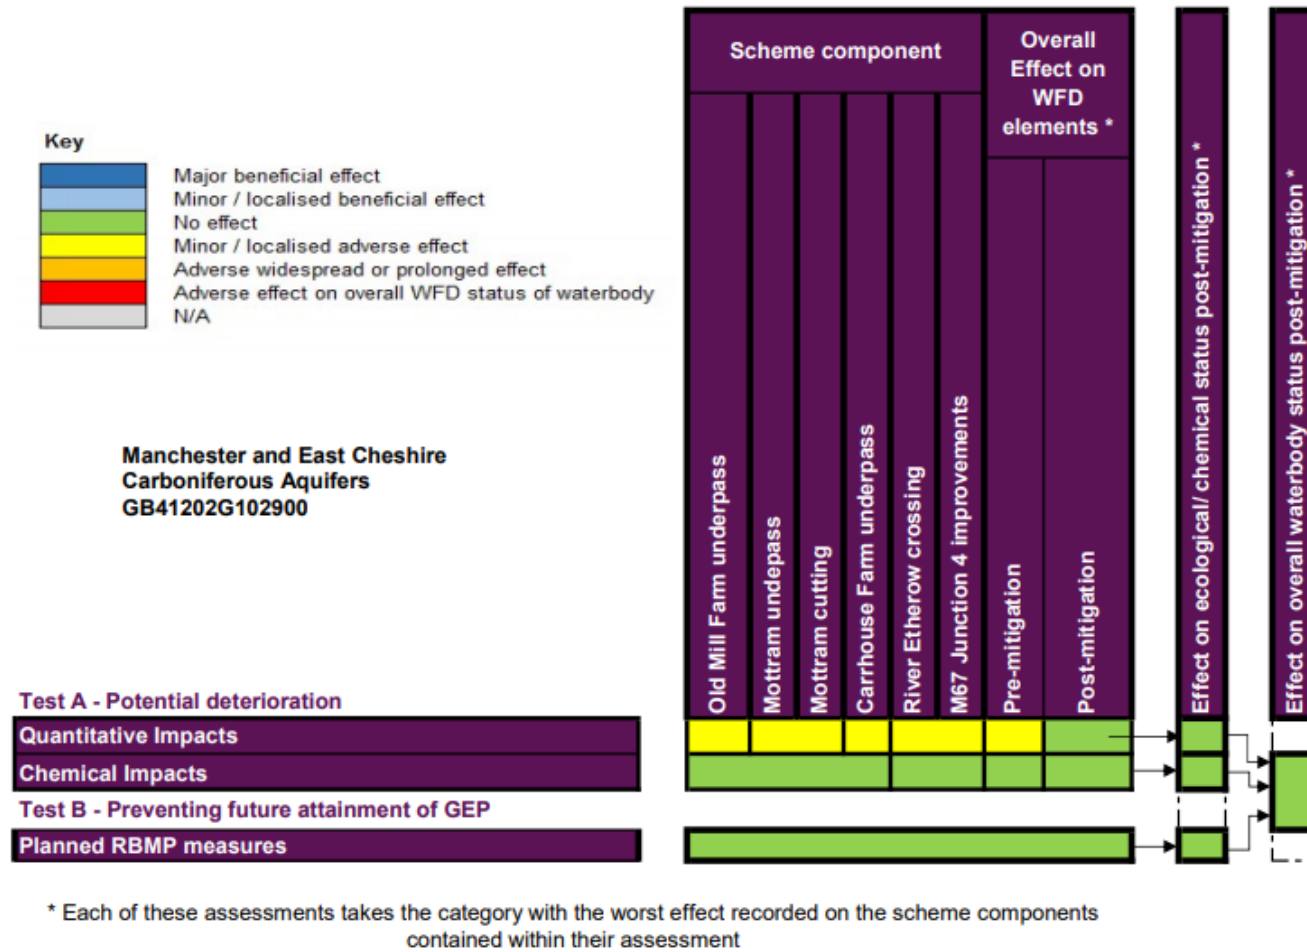 Scheme component
Overall
Effect on
WFD
elements *
Key
Major beneficial effect
Minor / localised beneficial effect
No effect
Minor / localised adverse effect
Adverse widespread or prolonged effect
Adverse effect on overall WFD status of waterbody
N/A
Manchester and East Cheshire
Carboniferous Aquifers
GB41202G102900
Old Mill Farm underpass
Mottram undepass
Mottram cutting
Carrhouse Farm underpass
River Etherow crossing
M67 Junction 4 improvements
Pre-mitigation
Post-mitigation
Effect on ecological/ chemical status post-mitigation *
Effect on overall waterbody status post-mitigation *
Test A - Potential deterioration
Quantitative Impacts
Chemical Impacts
Test B - Preventing future attainment of GEP
Planned RBMP measures
* Each of these assessments takes the category with the worst effect recorded on the scheme components
contained within their assessment